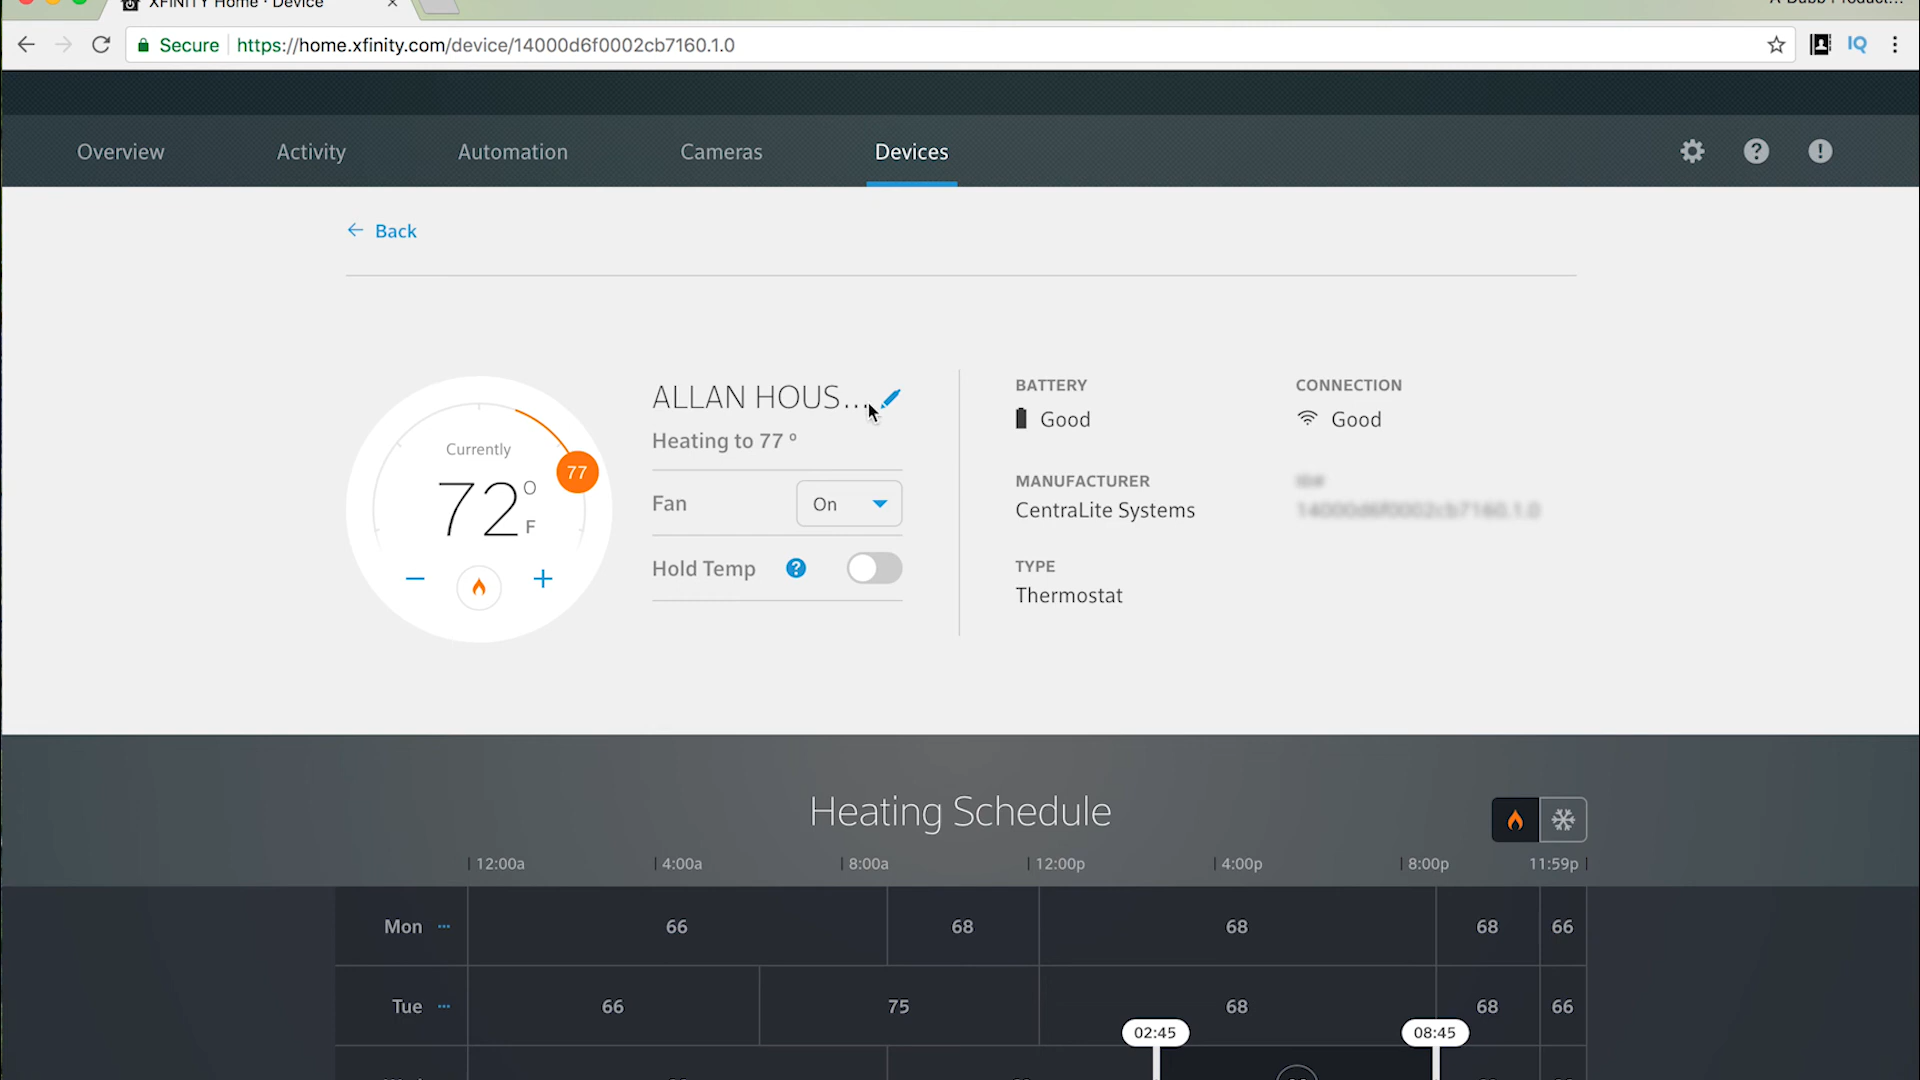 XFINITY Home · Device
Secure https://home.xfinity.com/device/14000d6f0002cb7160.1.0
IQ
Overview Activity Automation Cameras Devices
← Back
Currently
72°F
77
− +
ALLAN HOUS...
Heating to 77 °
Fan On
Hold Temp ?
BATTERY
Good
CONNECTION
Good
MANUFACTURER
CentraLite Systems
TYPE
Thermostat
Heating Schedule
12:00a 4:00a 8:00a 12:00p 4:00p 8:00p 11:59p
Mon ··· 66 68 68 68 66
Tue ··· 66 75 68 68 66
02:45 08:45